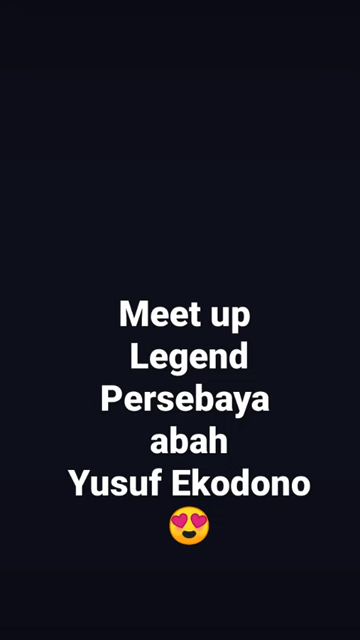 Meet up
Legend
Persebaya
abah
Yusuf Ekodono
😍